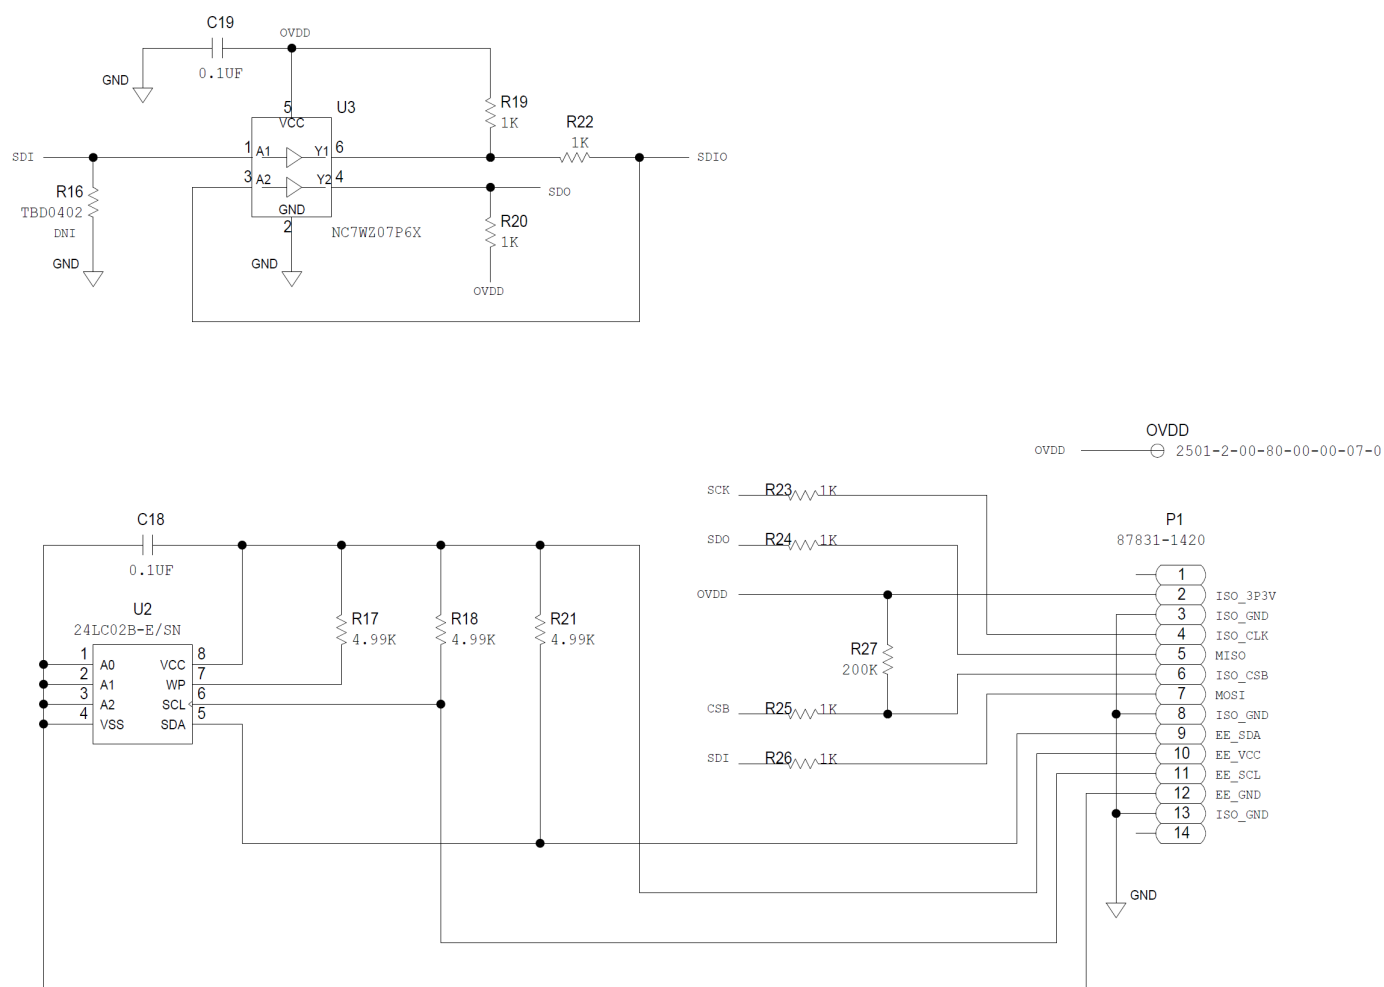 C19
OVDD
0.1UF
GND
5
U3
VCC
R19
1K
R22
1K
SDI
1 A1 Y1 6
SDIO
3 A2 Y2 4
SDO
R16
TBD0402
DNI
GND
2
NC7WZ07P6X
R20
1K
GND
GND
OVDD
OVDD
OVDD
2501-2-00-80-00-00-07-0
SCK R23 1K
P1
87831-1420
SDO R24 1K
C18
0.1UF
1
OVDD
2 ISO_3P3V
3 ISO_GND
4 ISO_CLK
5 MISO
6 ISO_CSB
7 MOSI
8 ISO_GND
9 EE_SDA
10 EE_VCC
11 EE_SCL
12 EE_GND
13 ISO_GND
14
U2
24LC02B-E/SN
R17
4.99K
R18
4.99K
R21
4.99K
R27
200K
1 A0 VCC 8
2 A1 WP 7
3 A2 SCL 6
4 VSS SDA 5
CSB R25 1K
SDI R26 1K
GND